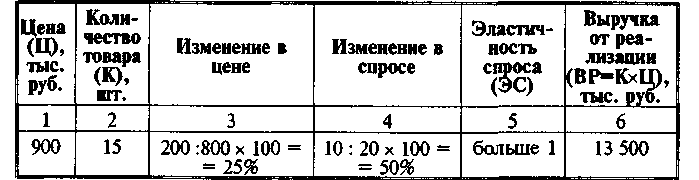 Цена (Ц), тыс. руб.
Коли-чество товара (К), шт.
Изменение в цене
Изменение в спросе
Эластич-ность спроса (ЭС)
Выручка от реа-лизации (ВР=К×Ц), тыс. руб.
1 2 3 4 5 6
900 15 200 :800 × 100 = = 25% 10 : 20 × 100 = = 50% больше 1 13 500